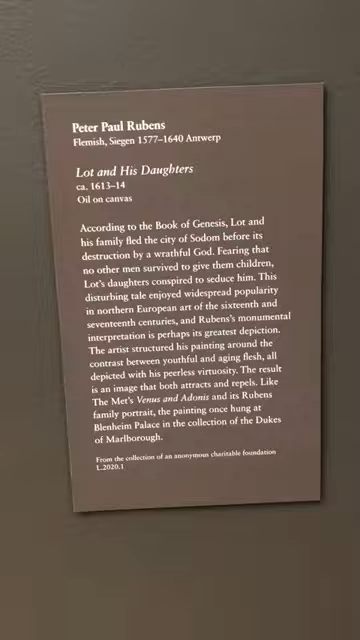 Peter Paul Rubens
Flemish, Siegen 1577–1640 Antwerp
Lot and His Daughters
ca. 1613–14
Oil on canvas
According to the Book of Genesis, Lot and
his family fled the city of Sodom before its
destruction by a wrathful God. Fearing that
no other men survived to give them children,
Lot's daughters conspired to seduce him. This
disturbing tale enjoyed widespread popularity
in northern European art of the sixteenth and
seventeenth centuries, and Rubens's monumental
interpretation is perhaps its greatest depiction.
The artist structured his painting around the
contrast between youthful and aging flesh, all
depicted with his peerless virtuosity. The result
is an image that both attracts and repels. Like
The Met's Venus and Adonis and its Rubens
family portrait, the painting once hung at
Blenheim Palace in the collection of the Dukes
of Marlborough.
From the collection of an anonymous charitable foundation
L.2020.1